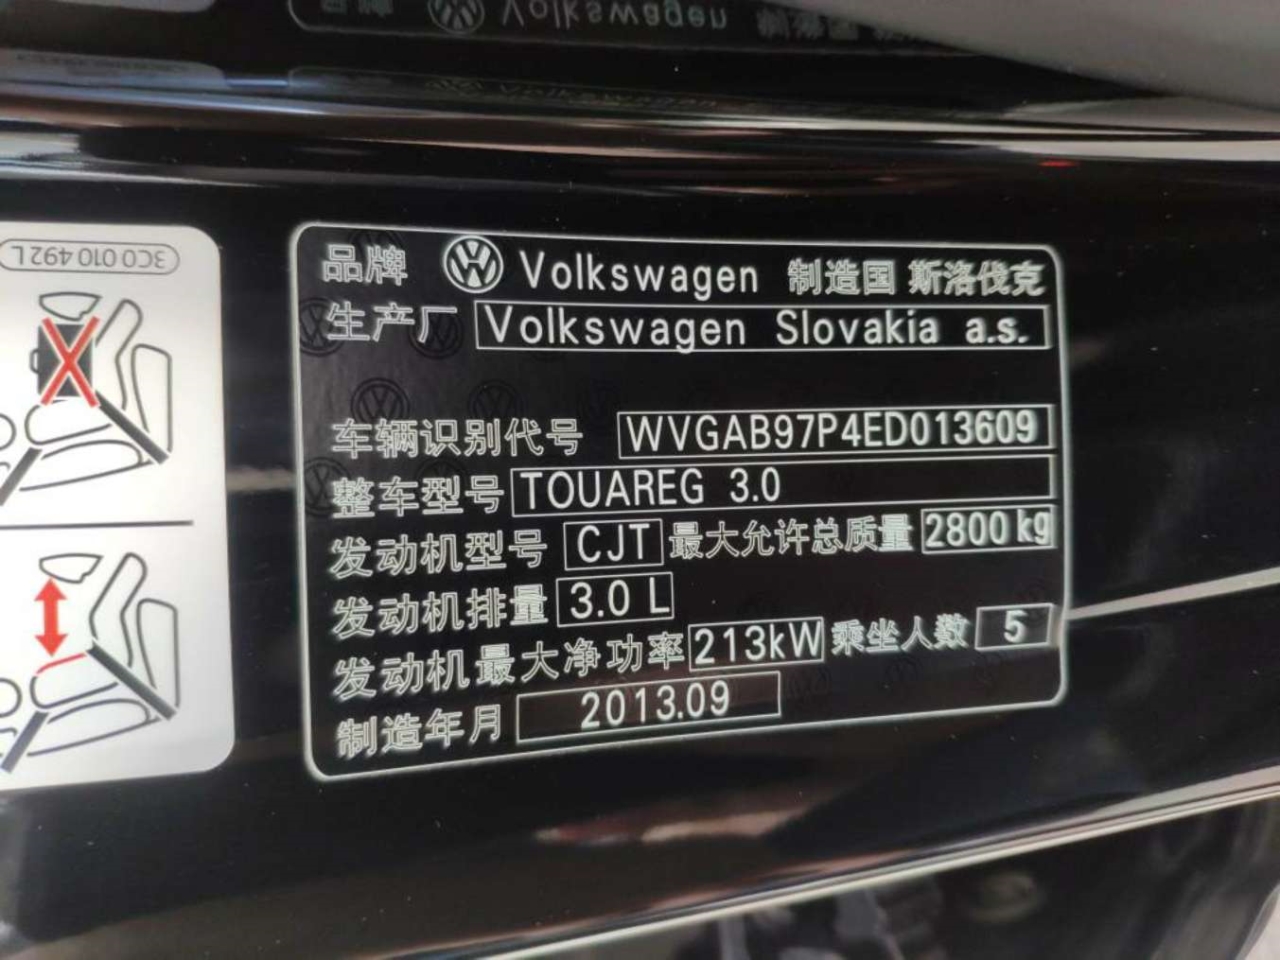 Volkswagen
3C0 010 492 L
品牌 Volkswagen 制造国 斯洛伐克
生产厂 Volkswagen Slovakia a.s.
车辆识别代号 WVGAB97P4ED013609
整车型号 TOUAREG 3.0
发动机型号 CJT 最大允许总质量 2800 kg
发动机排量 3.0 L
发动机最大净功率 213kW 乘坐人数 5
制造年月 2013.09